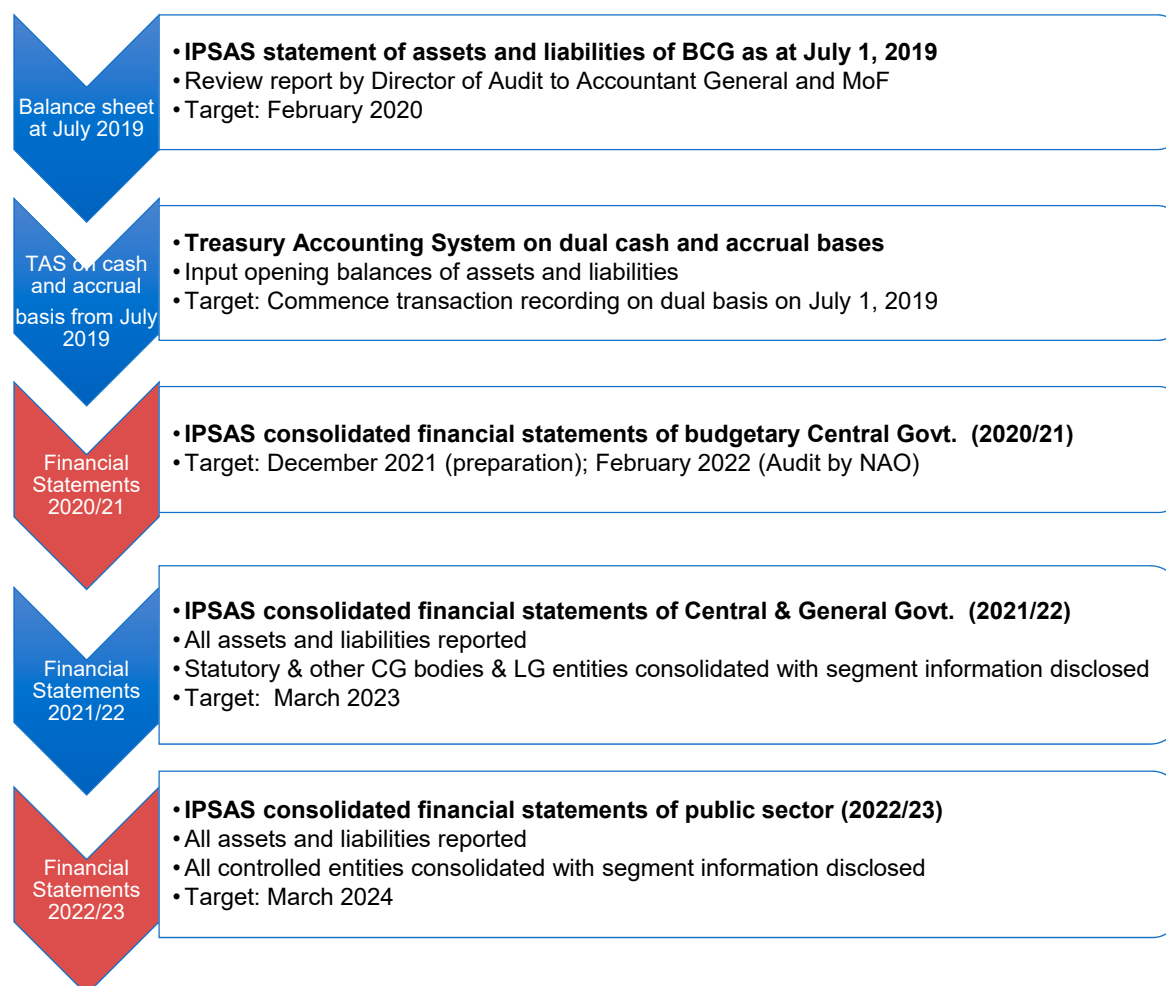 Balance sheet
at July 2019
• IPSAS statement of assets and liabilities of BCG as at July 1, 2019
• Review report by Director of Audit to Accountant General and MoF
• Target: February 2020
TAS on cash
and accrual
basis from July
2019
• Treasury Accounting System on dual cash and accrual bases
• Input opening balances of assets and liabilities
• Target: Commence transaction recording on dual basis on July 1, 2019
Financial
Statements
2020/21
• IPSAS consolidated financial statements of budgetary Central Govt. (2020/21)
• Target: December 2021 (preparation); February 2022 (Audit by NAO)
Financial
Statements
2021/22
• IPSAS consolidated financial statements of Central & General Govt. (2021/22)
• All assets and liabilities reported
• Statutory & other CG bodies & LG entities consolidated with segment information disclosed
• Target: March 2023
Financial
Statements
2022/23
• IPSAS consolidated financial statements of public sector (2022/23)
• All assets and liabilities reported
• All controlled entities consolidated with segment information disclosed
• Target: March 2024